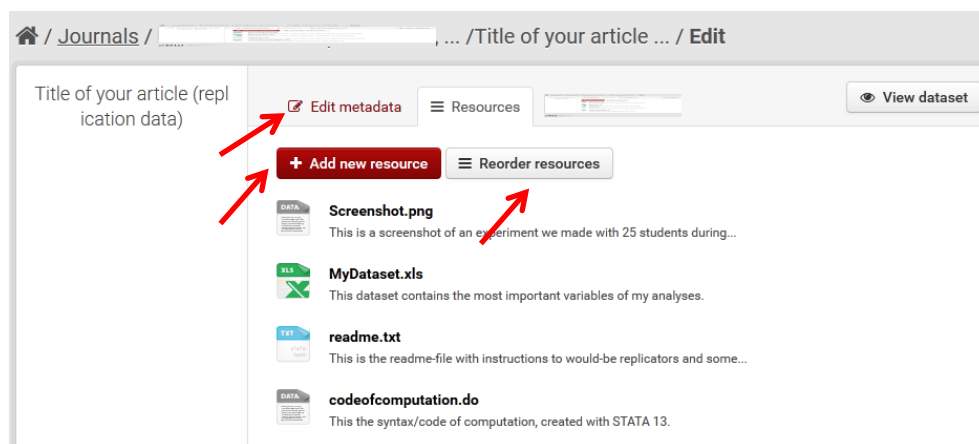 / Journals / , ... /Title of your article ... / Edit
Title of your article (repl
ication data)
Edit metadata
Resources
View dataset
Add new resource
Reorder resources
DATA
Screenshot.png
This is a screenshot of an experiment we made with 25 students during...
XLS
MyDataset.xls
This dataset contains the most important variables of my analyses.
TXT
readme.txt
This is the readme-file with instructions to would-be replicators and some...
DATA
codeofcomputation.do
This the syntax/code of computation, created with STATA 13.